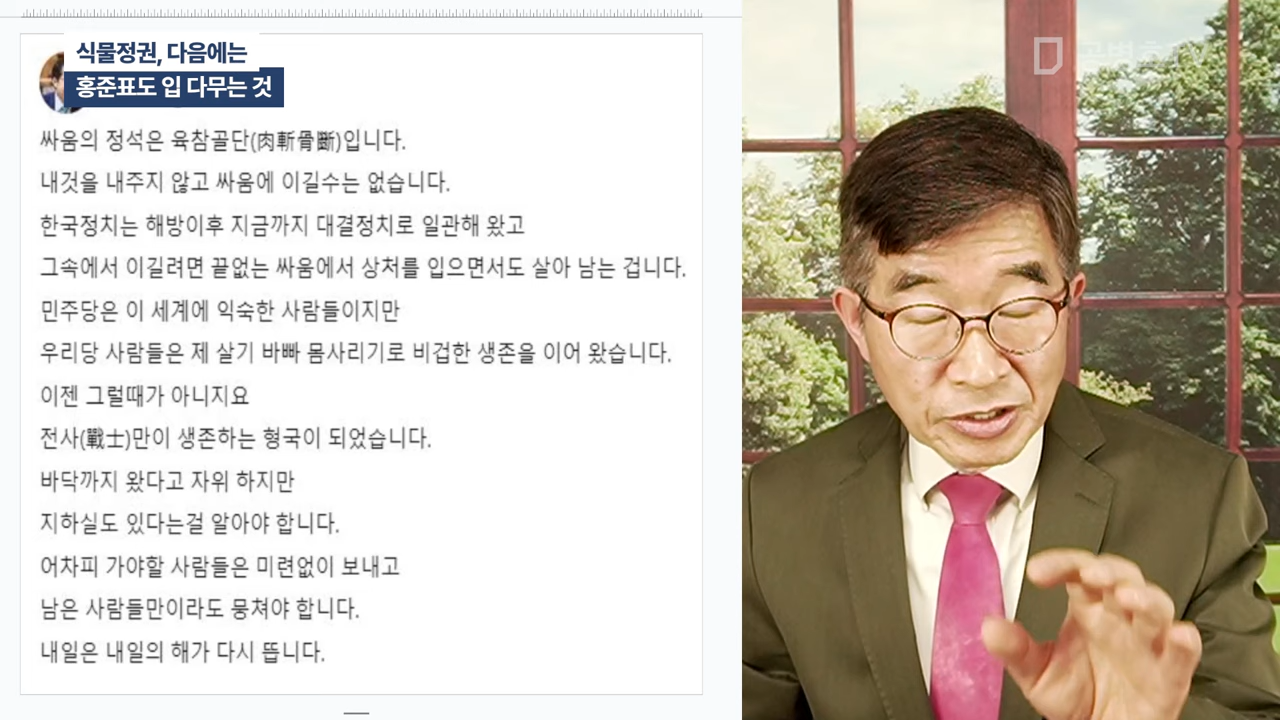 식물정권, 다음에는
홍준표도 입 다무는 것
싸움의 정석은 육참골단(肉斬骨斷)입니다.
내것을 내주지 않고 싸움에 이길수는 없습니다.
한국정치는 해방이후 지금까지 대결정치로 일관해 왔고
그속에서 이길려면 끝없는 싸움에서 상처를 입으면서도 살아 남는 겁니다.
민주당은 이 세계에 익숙한 사람들이지만
우리당 사람들은 제 살기 바빠 몸사리기로 비겁한 생존을 이어 왔습니다.
이젠 그럴때가 아니지요
전사(戰士)만이 생존하는 형국이 되었습니다.
바닥까지 왔다고 자위 하지만
지하실도 있다는걸 알아야 합니다.
어차피 가야할 사람들은 미련없이 보내고
남은 사람들만이라도 뭉쳐야 합니다.
내일은 내일의 해가 다시 뜹니다.